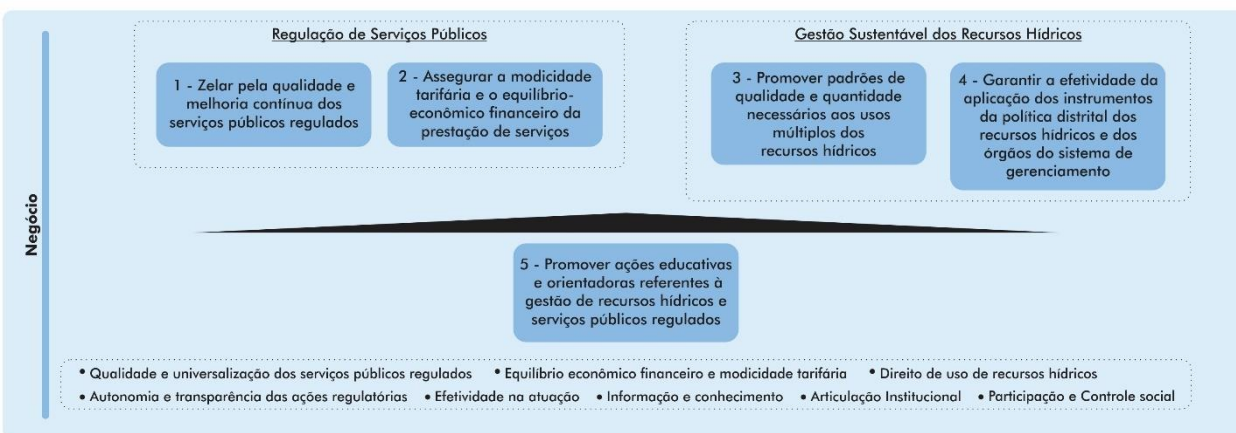 Regulação de Serviços Públicos
1 - Zelar pela qualidade e
melhoria contínua dos
serviços públicos regulados
2 - Assegurar a modicidade
tarifária e o equilíbrio-
econômico financeiro da
prestação de serviços
Gestão Sustentável dos Recursos Hídricos
3 - Promover padrões de
qualidade e quantidade
necessários aos usos
múltiplos dos
recursos hídricos
4 - Garantir a efetividade da
aplicação dos instrumentos
da política distrital dos
recursos hídricos e dos
órgãos do sistema de
gerenciamento
Negócio
5 - Promover ações educativas
e orientadoras referentes à
gestão de recursos hídricos e
serviços públicos regulados
• Qualidade e universalização dos serviços públicos regulados • Equilíbrio econômico financeiro e modicidade tarifária • Direito de uso de recursos hídricos
• Autonomia e transparência das ações regulatórias • Efetividade na atuação • Informação e conhecimento • Articulação Institucional • Participação e Controle social